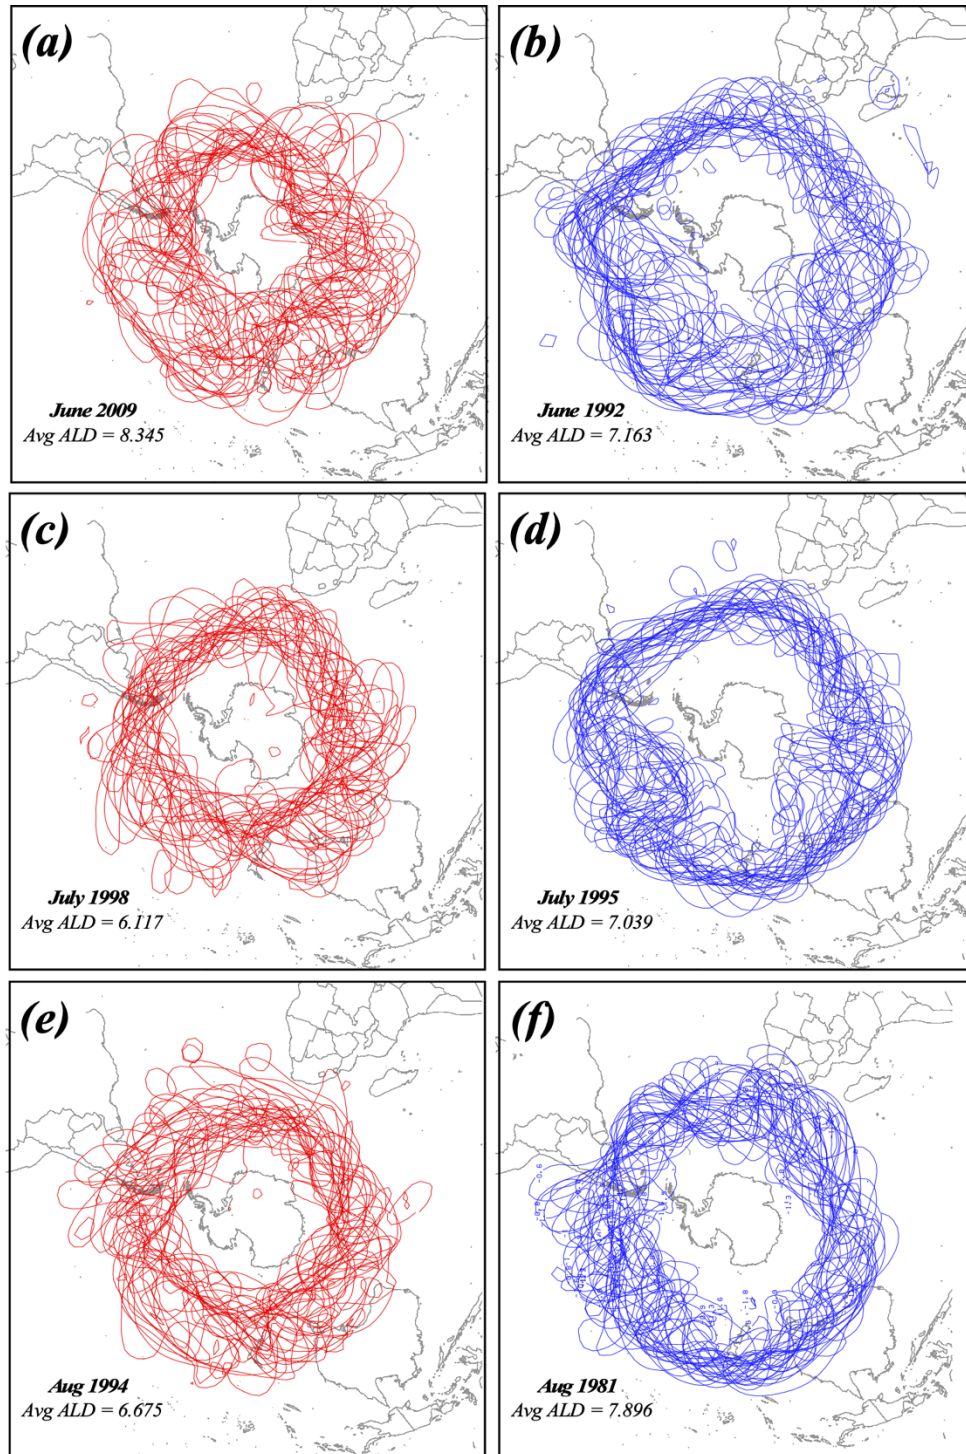 (a)
(b)
June 2009
Avg ALD = 8.345
June 1992
Avg ALD = 7.163
(c)
(d)
July 1998
Avg ALD = 6.117
July 1995
Avg ALD = 7.039
(e)
(f)
Aug 1994
Avg ALD = 6.675
Aug 1981
Avg ALD = 7.896